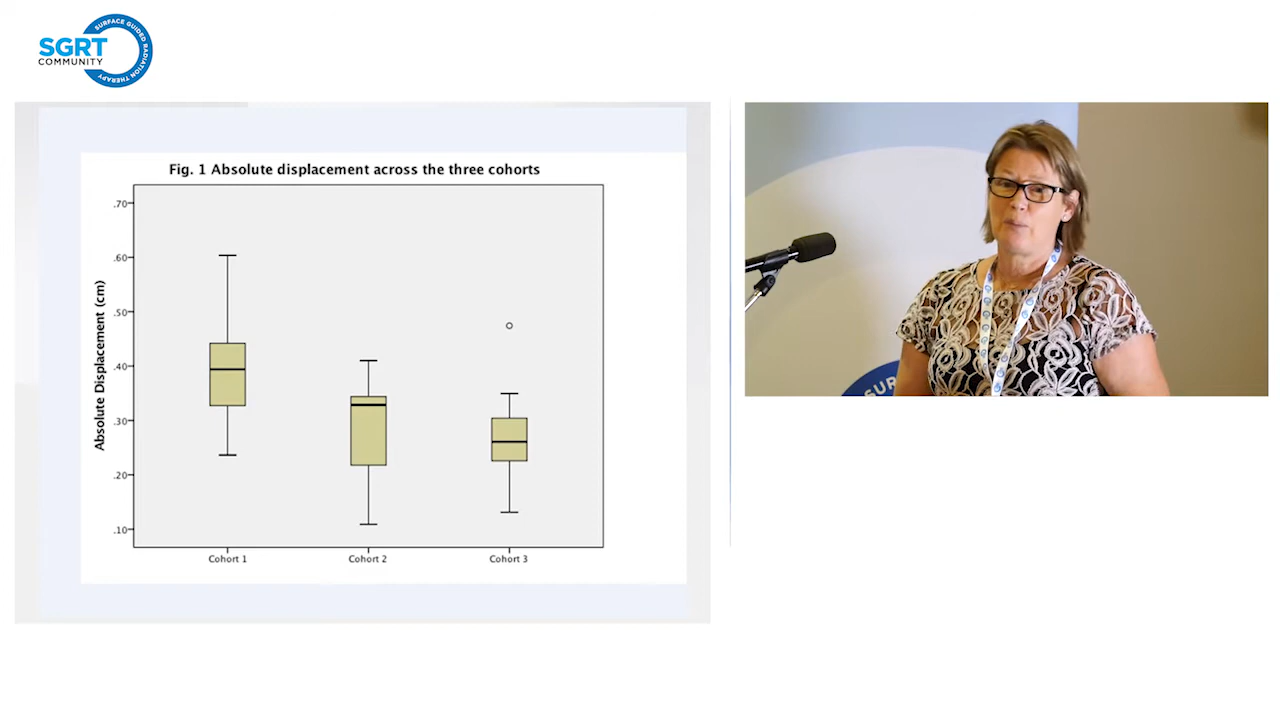 SURFACE GUIDED RADIATION THERAPY
SGRT
COMMUNITY
Fig. 1 Absolute displacement across the three cohorts
Absolute Displacement (cm)
.70
.60
.50
.40
.30
.20
.10
Cohort 1
Cohort 2
Cohort 3
SUR